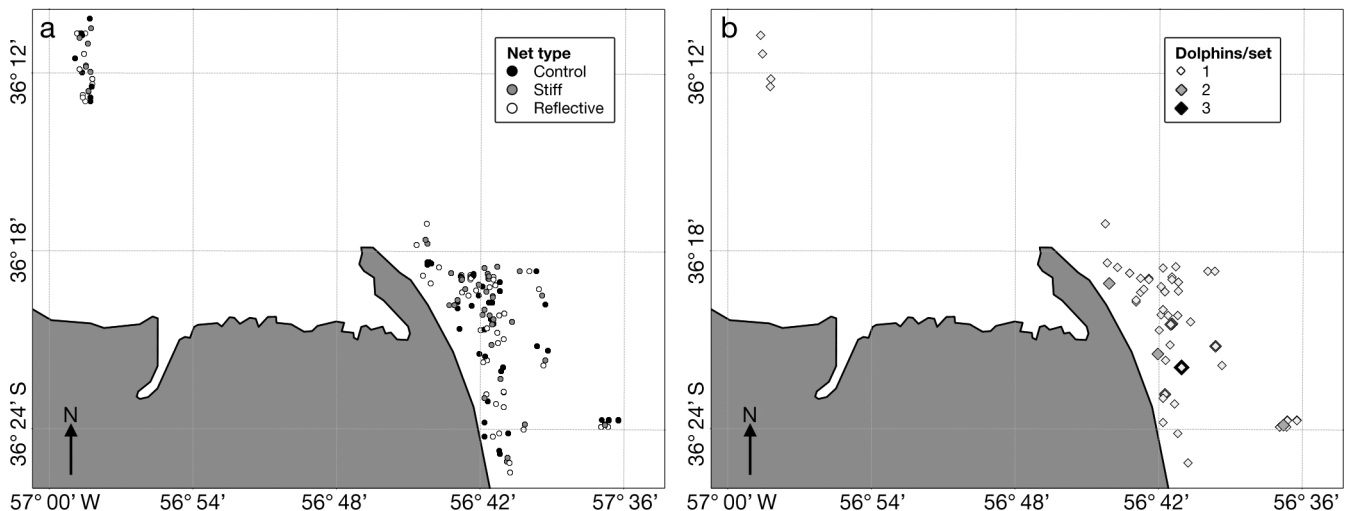 a
Net type
Control
Stiff
Reflective
36° 12’
36° 18’
36° 24’ S
N
57° 00’ W
56° 54’
56° 48’
56° 42’
57° 36’
b
Dolphins/set
1
2
3
36° 12’
36° 18’
36° 24’ S
N
57° 00’ W
56° 54’
56° 48’
56° 42’
56° 36’